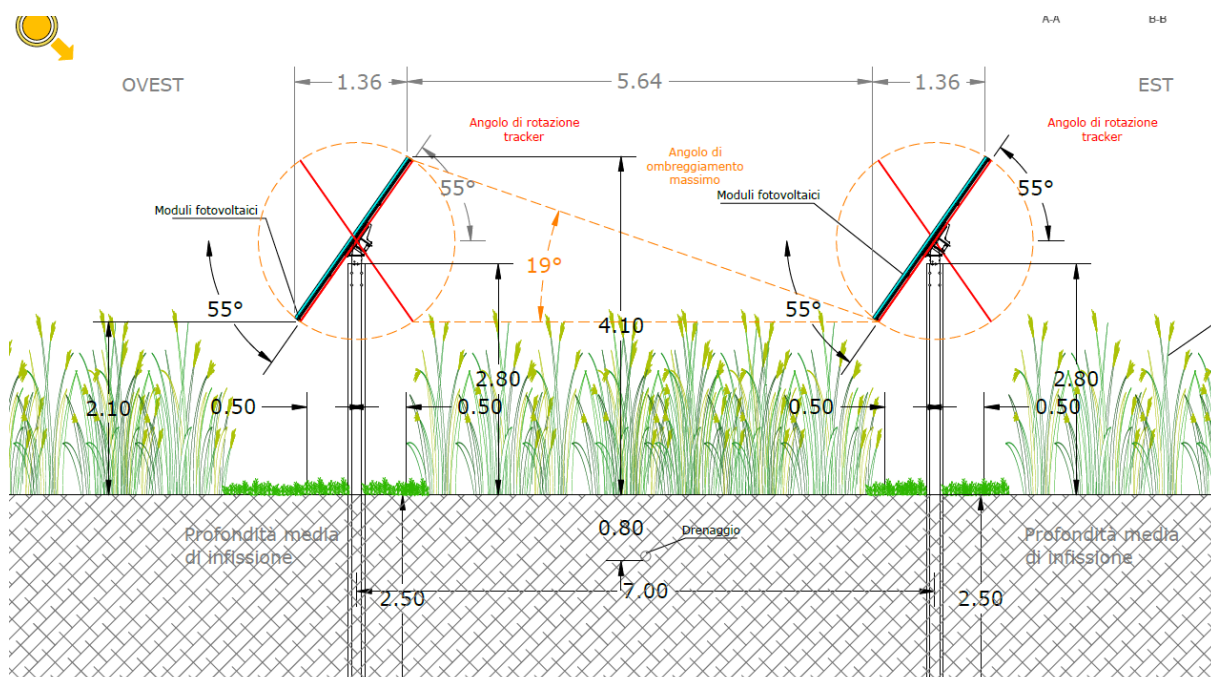 A-A
B-B
OVEST
1.36
5.64
1.36
EST
Angolo di rotazione
tracker
Angolo di rotazione
tracker
Angolo di
ombreggiamento
massimo
55°
55°
Moduli fotovoltaici
Moduli fotovoltaici
19°
55°
55°
4.10
2.80
2.80
2.10
0.50
0.50
0.50
0.50
Profondità media
di infissione
0.80
Drenaggio
Profondità media
di infissione
2.50
7.00
2.50